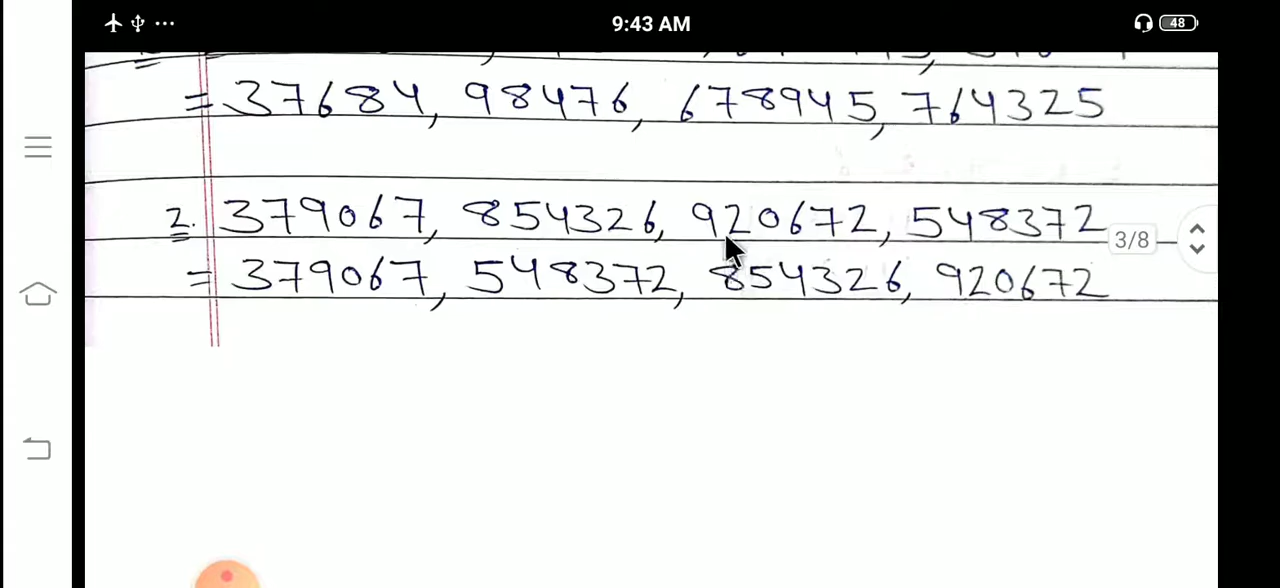 9:43 AM
48
= 37684, 98476, 678945, 764325
2. 379067, 854326, 920672, 548372
3/8
= 379067, 548372, 854326, 920672